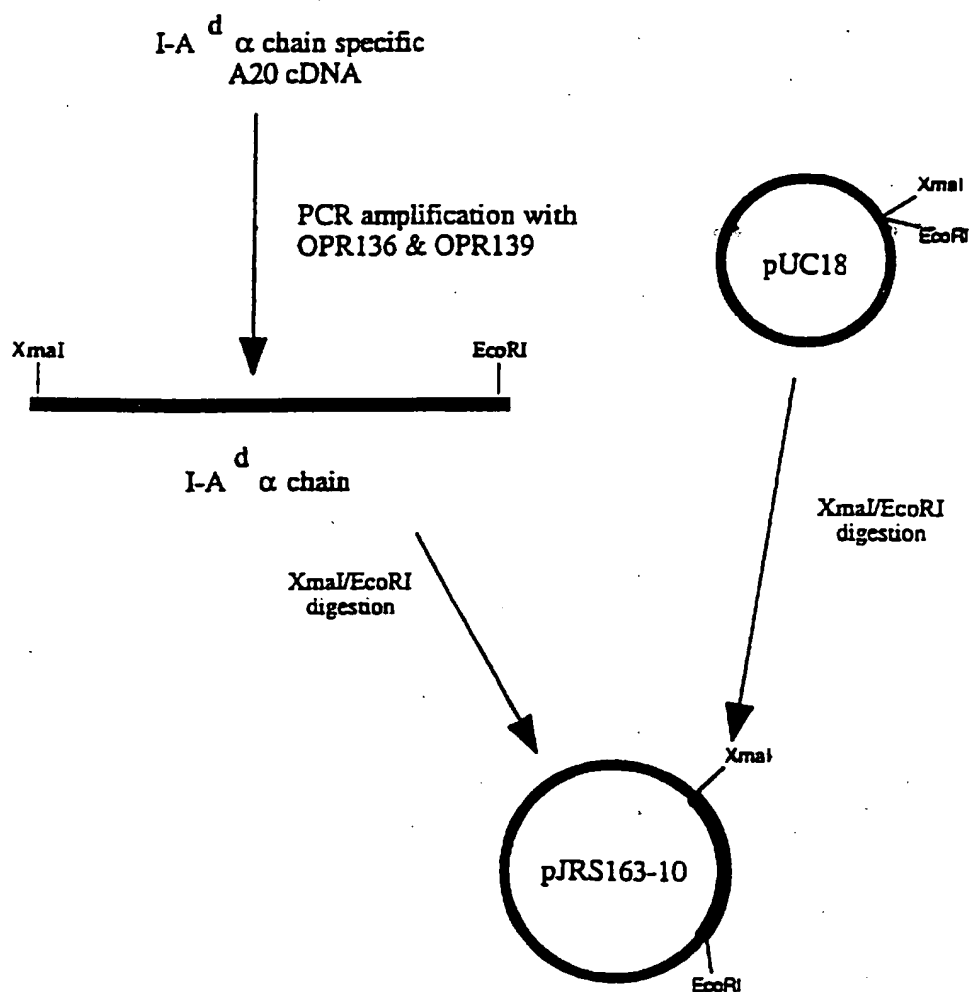 I-A d α chain specific
A20 cDNA
PCR amplification with
OPR136 & OPR139
XmaI
EcoRI
pUC18
XmaI
EcoRI
I-A d α chain
XmaI/EcoRI
digestion
XmaI/EcoRI
digestion
XmaI
pJRS163-10
EcoRI